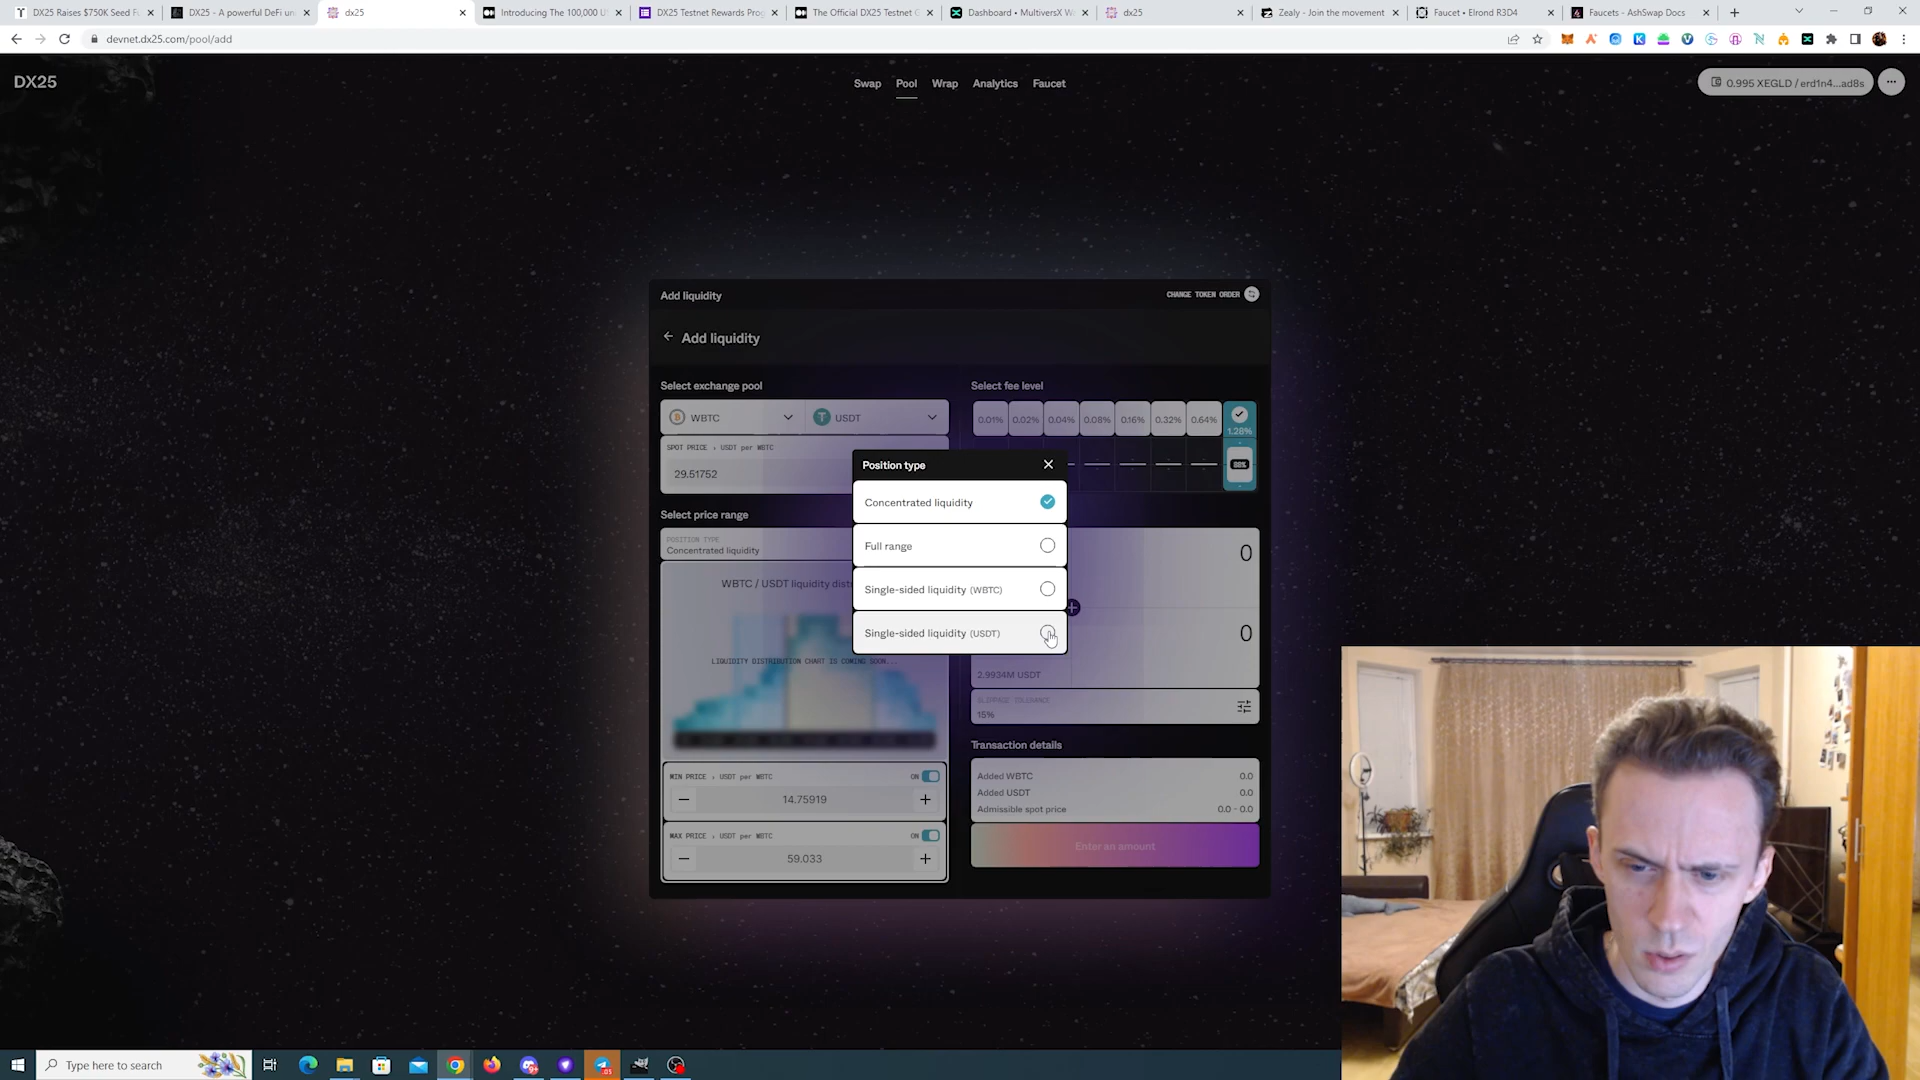 DX25 Raises $750K Seed Fu
DX25 - A powerful DeFi un
dx25
Introducing The 100,000 U
DX25 Testnet Rewards Prog
The Official DX25 Testnet G
Dashboard • MultiversX W
dx25
Zealy - Join the movement
Faucet • Elrond R3D4
Faucets - AshSwap Docs
devnet.dx25.com/pool/add
DX25
Swap
Pool
Wrap
Analytics
Faucet
0.995 XEGLD / erd1n4...ad8s
Add liquidity
CHANGE TOKEN ORDER
Add liquidity
Select exchange pool
Select fee level
WBTC
USDT
0.01%
0.02%
0.04%
0.08%
0.16%
0.32%
0.64%
1.28%
SPOT PRICE , USDT per WBTC
29.51752
Position type
Concentrated liquidity
Full range
Single-sided liquidity (WBTC)
Single-sided liquidity (USDT)
Select price range
POSITION TYPE
Concentrated liquidity
WBTC / USDT liquidity dist
LIQUIDITY DISTRIBUTION CHART IS COMING SOON...
0
0
2.9934M USDT
SLIPPAGE TOLERANCE
15%
Transaction details
Added WBTC 0.0
Added USDT 0.0
Admissible spot price 0.0 - 0.0
Enter an amount
MIN PRICE , USDT per WBTC ON
14.75919
MAX PRICE , USDT per WBTC ON
59.033
Type here to search